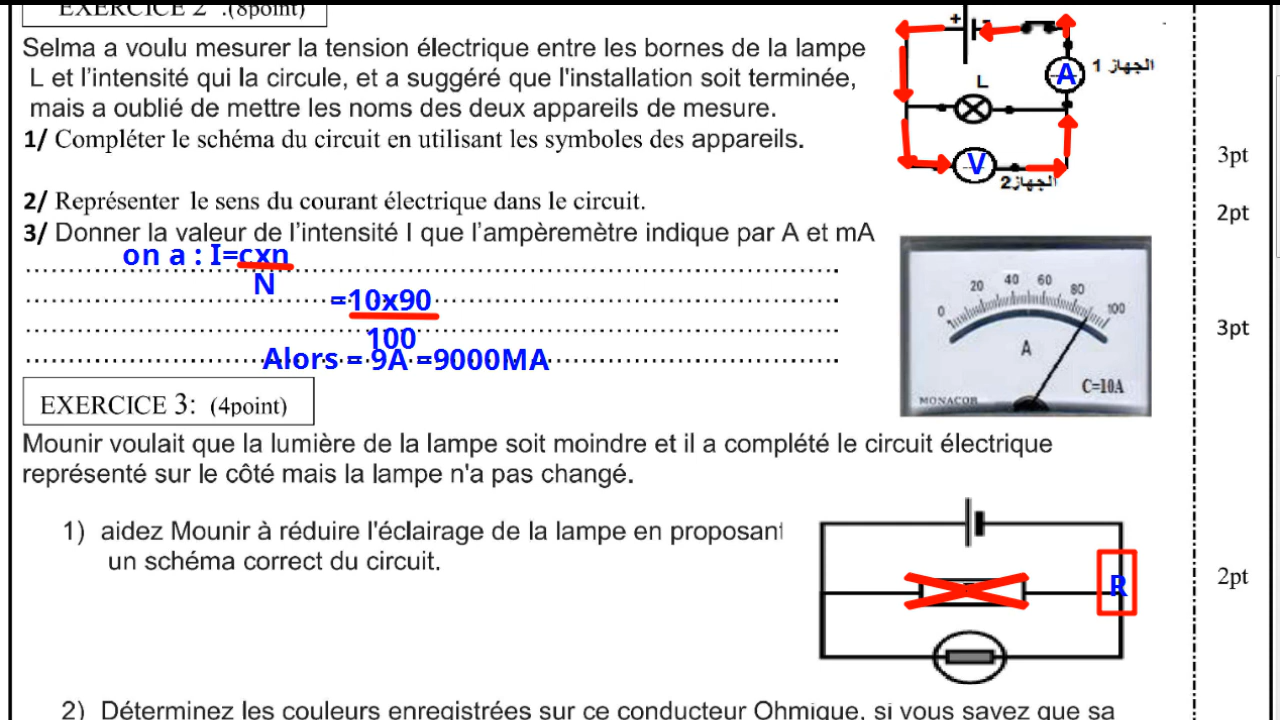 EXERCICE 2 :(8point)
Selma a voulu mesurer la tension électrique entre les bornes de la lampe
L et l'intensité qui la circule, et a suggéré que l'installation soit terminée,
mais a oublié de mettre les noms des deux appareils de mesure.
1/ Compléter le schéma du circuit en utilisant les symboles des appareils.
3pt
2/ Représenter le sens du courant électrique dans le circuit.
2pt
3/ Donner la valeur de l'intensité I que l'ampèremètre indique par A et mA
on a : I=cxn
N
=10x90
100
Alors = 9A =9000MA
3pt
+ -
A
الجهاز 1
L
V
الجهاز2
0 20 40 60 80 100
A
C=10A
MONACOR
EXERCICE 3: (4point)
Mounir voulait que la lumière de la lampe soit moindre et il a complété le circuit électrique
représenté sur le côté mais la lampe n'a pas changé.
1) aidez Mounir à réduire l'éclairage de la lampe en proposant
un schéma correct du circuit.
R
2pt
2) Déterminez les couleurs enregistrées sur ce conducteur Ohmique, si vous savez que sa